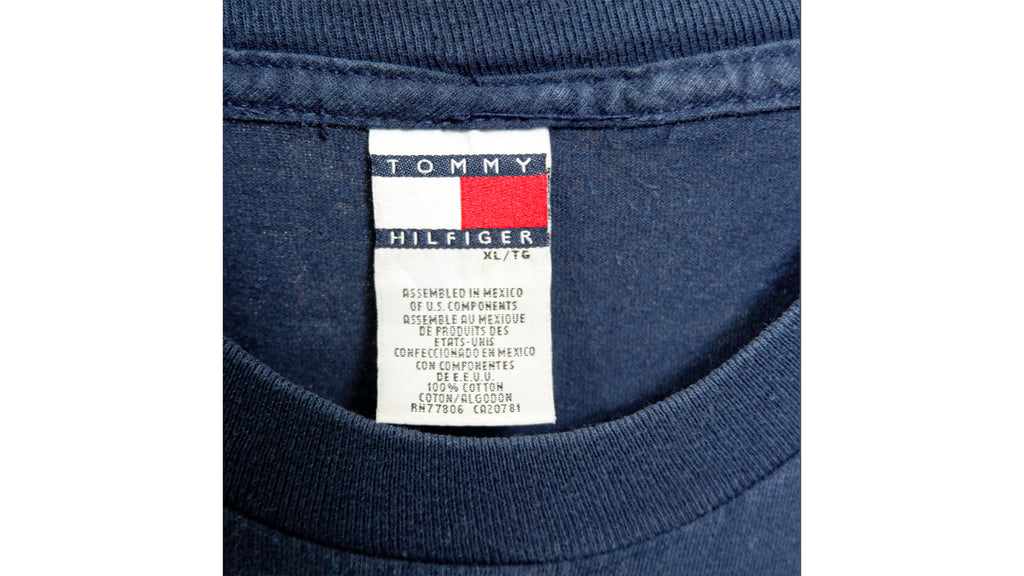 TOMMY
HILFIGER
XL/TG
ASSEMBLED IN MEXICO
OF U.S. COMPONENTS
ASSEMBLE AU MEXIQUE
DE PRODUITS DES
ETATS-UNIS
CONFECCIONADO EN MEXICO
CON COMPONENTES
DE E.E.U.U.
100% COTTON
COTON/ALGODON
RN77806 CA20781